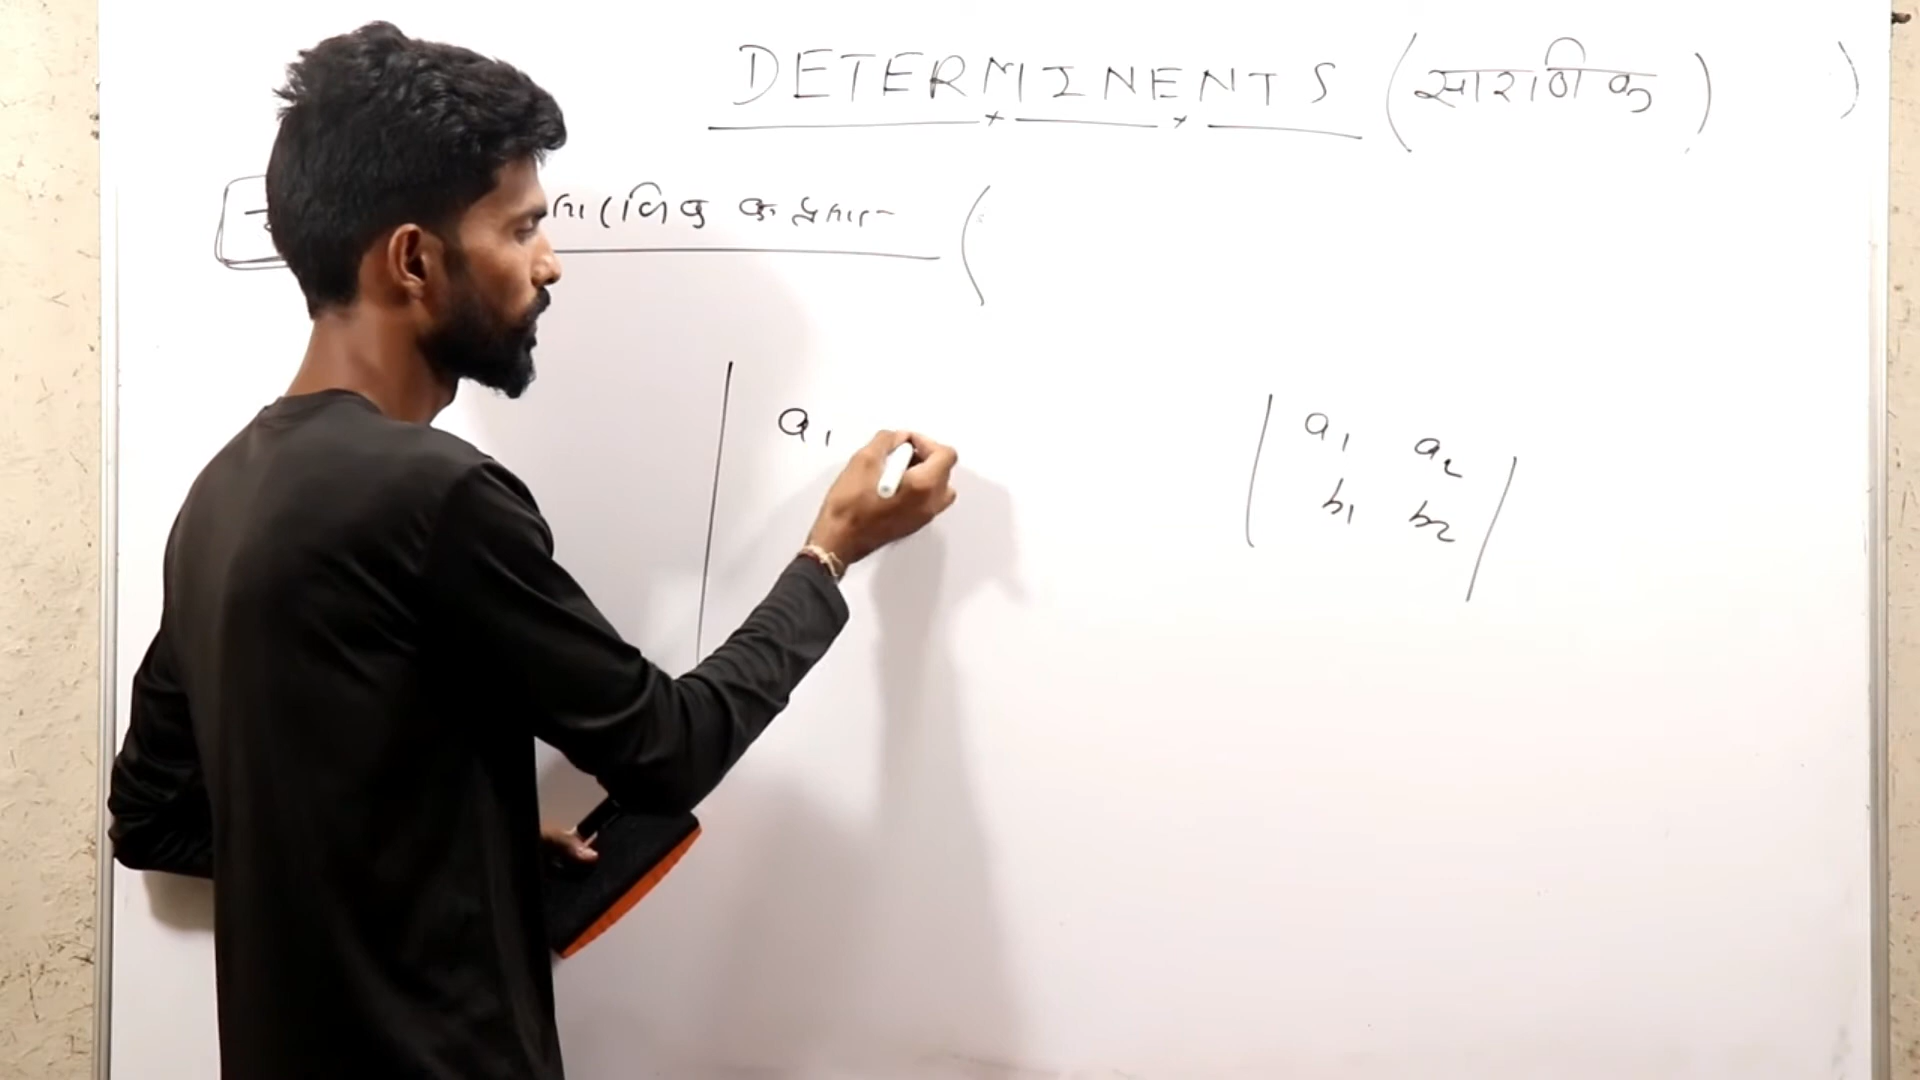 DETERMINENTS (सारणिक) )
सारणिक के प्रकार- (
| a₁
| a₁ a₂ |
b₁ b₂